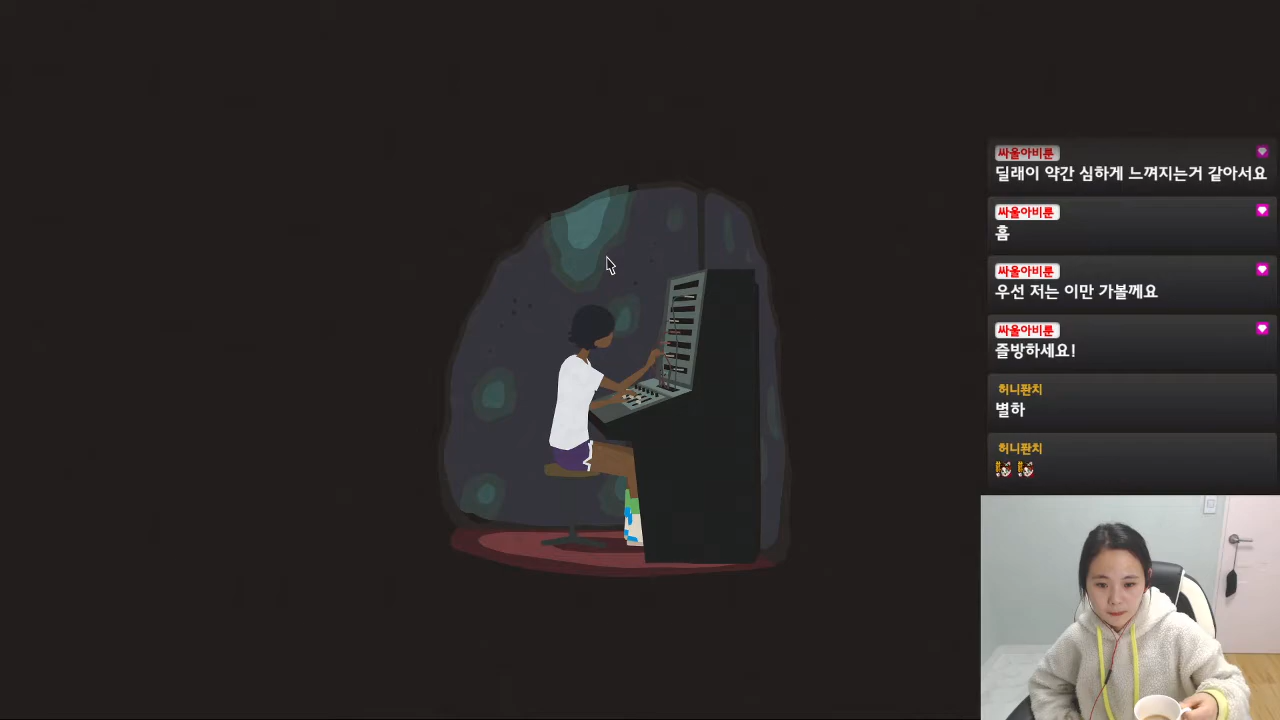 싸울아비룬
딜래이 약간 심하게 느껴지는거 같아서요
싸울아비룬
흠
싸울아비룬
우선 저는 이만 가볼께요
싸울아비룬
즐방하세요!
허니퐌치
별하
허니퐌치